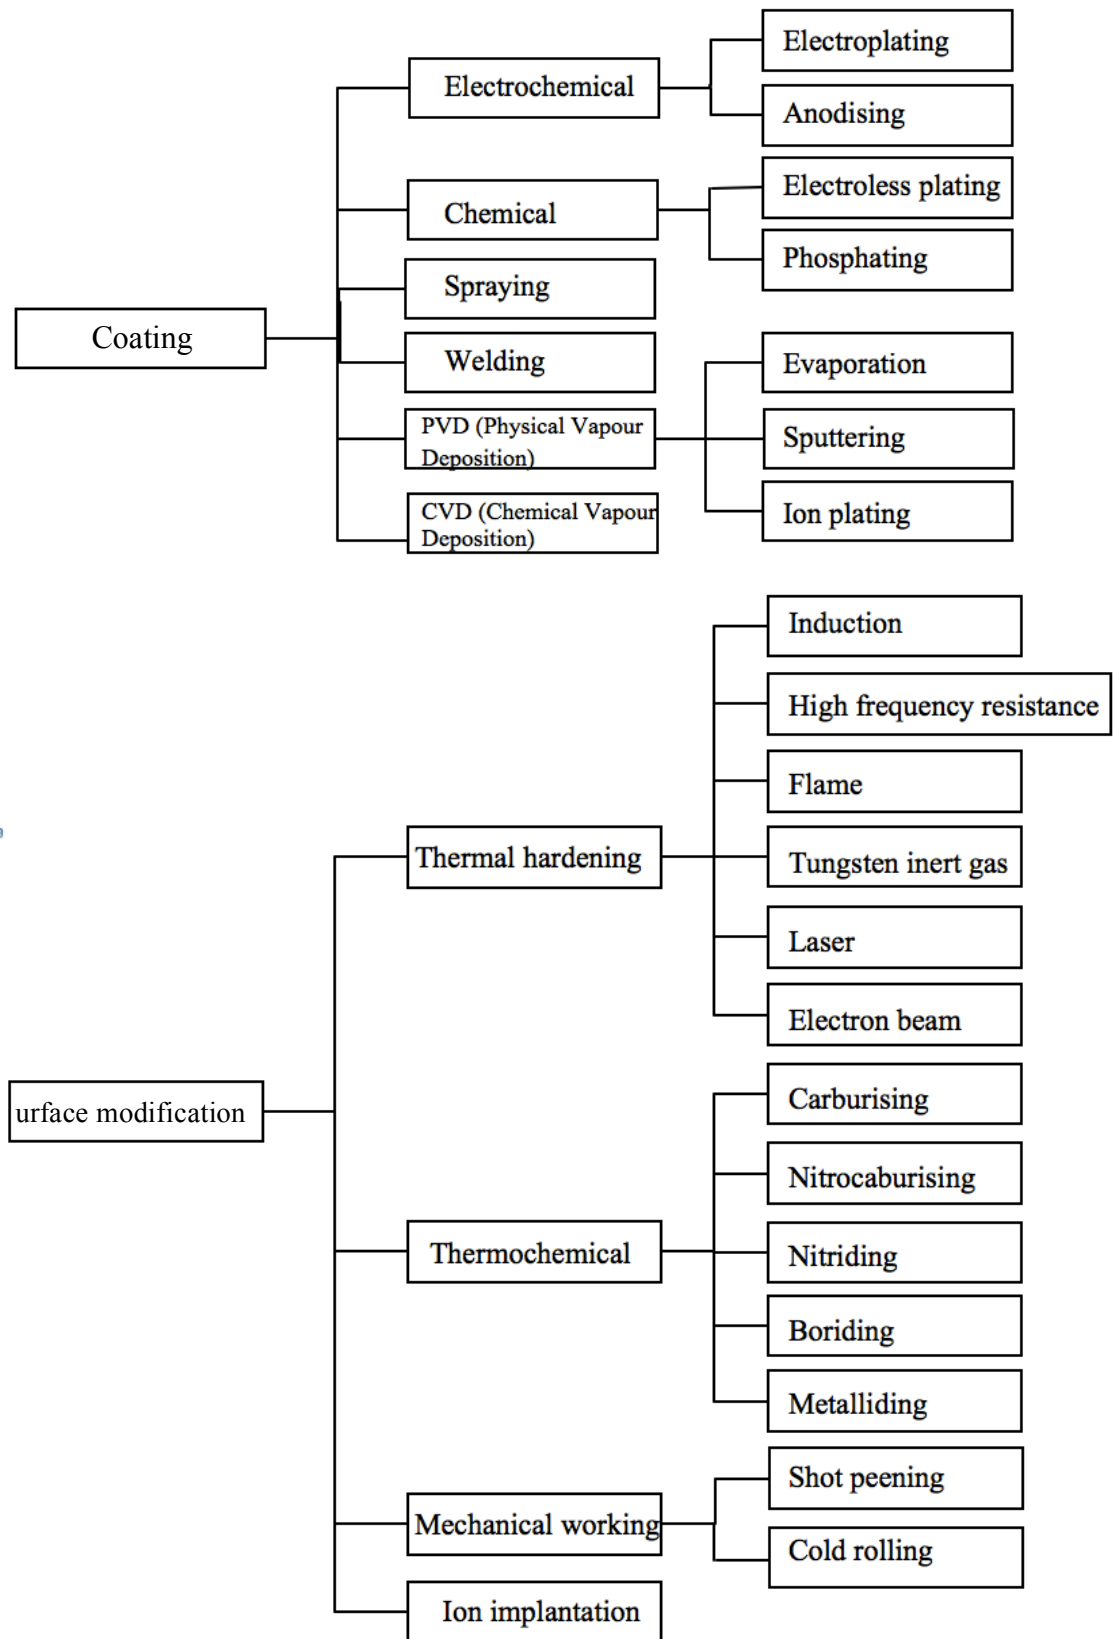 Electroplating
Electrochemical
Anodising
Electroless plating
Chemical
Phosphating
Spraying
Coating
Welding
Evaporation
PVD (Physical Vapour
Deposition)
Sputtering
CVD (Chemical Vapour
Deposition)
Ion plating
Induction
High frequency resistance
Flame
Thermal hardening
Tungsten inert gas
Laser
Electron beam
urface modification
Carburising
Nitrocaburising
Thermochemical
Nitriding
Boriding
Metalliding
Shot peening
Mechanical working
Cold rolling
Ion implantation